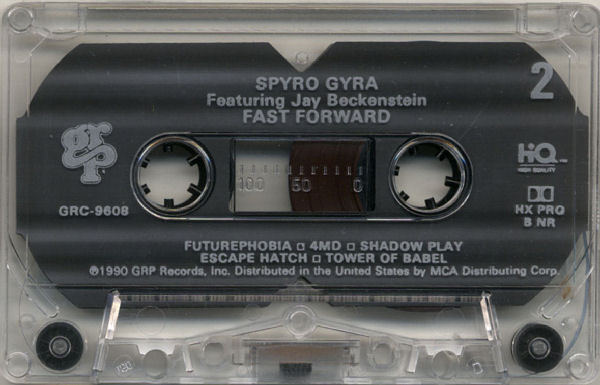 SPYRO GYRA
Featuring Jay Beckenstein
FAST FORWARD
2
grp
HQ
HIGH QUALITY
100 50 0
GRC-9608
HX PRO
B NR
FUTUREPHOBIA □ 4MD □ SHADOW PLAY
ESCAPE HATCH □ TOWER OF BABEL
℗1990 GRP Records, Inc. Distributed in the United States by MCA Distributing Corp.